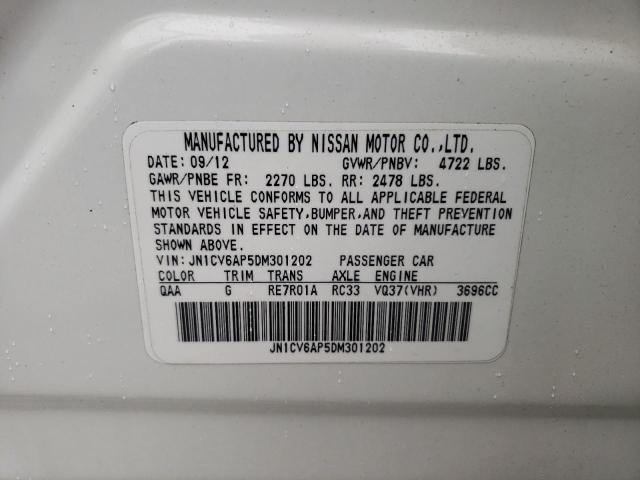 MANUFACTURED BY NISSAN MOTOR CO.,LTD.
DATE: 09/12 GVWR/PNBV: 4722 LBS.
GAWR/PNBE FR: 2270 LBS. RR: 2478 LBS.
THIS VEHICLE CONFORMS TO ALL APPLICABLE FEDERAL
MOTOR VEHICLE SAFETY,BUMPER,AND THEFT PREVENTION
STANDARDS IN EFFECT ON THE DATE OF MANUFACTURE
SHOWN ABOVE.
VIN:JN1CV6AP5DM301202 PASSENGER CAR
COLOR TRIM TRANS AXLE ENGINE
QAA G RE7R01A RC33 VQ37(VHR) 3696CC
JN1CV6AP5DM301202